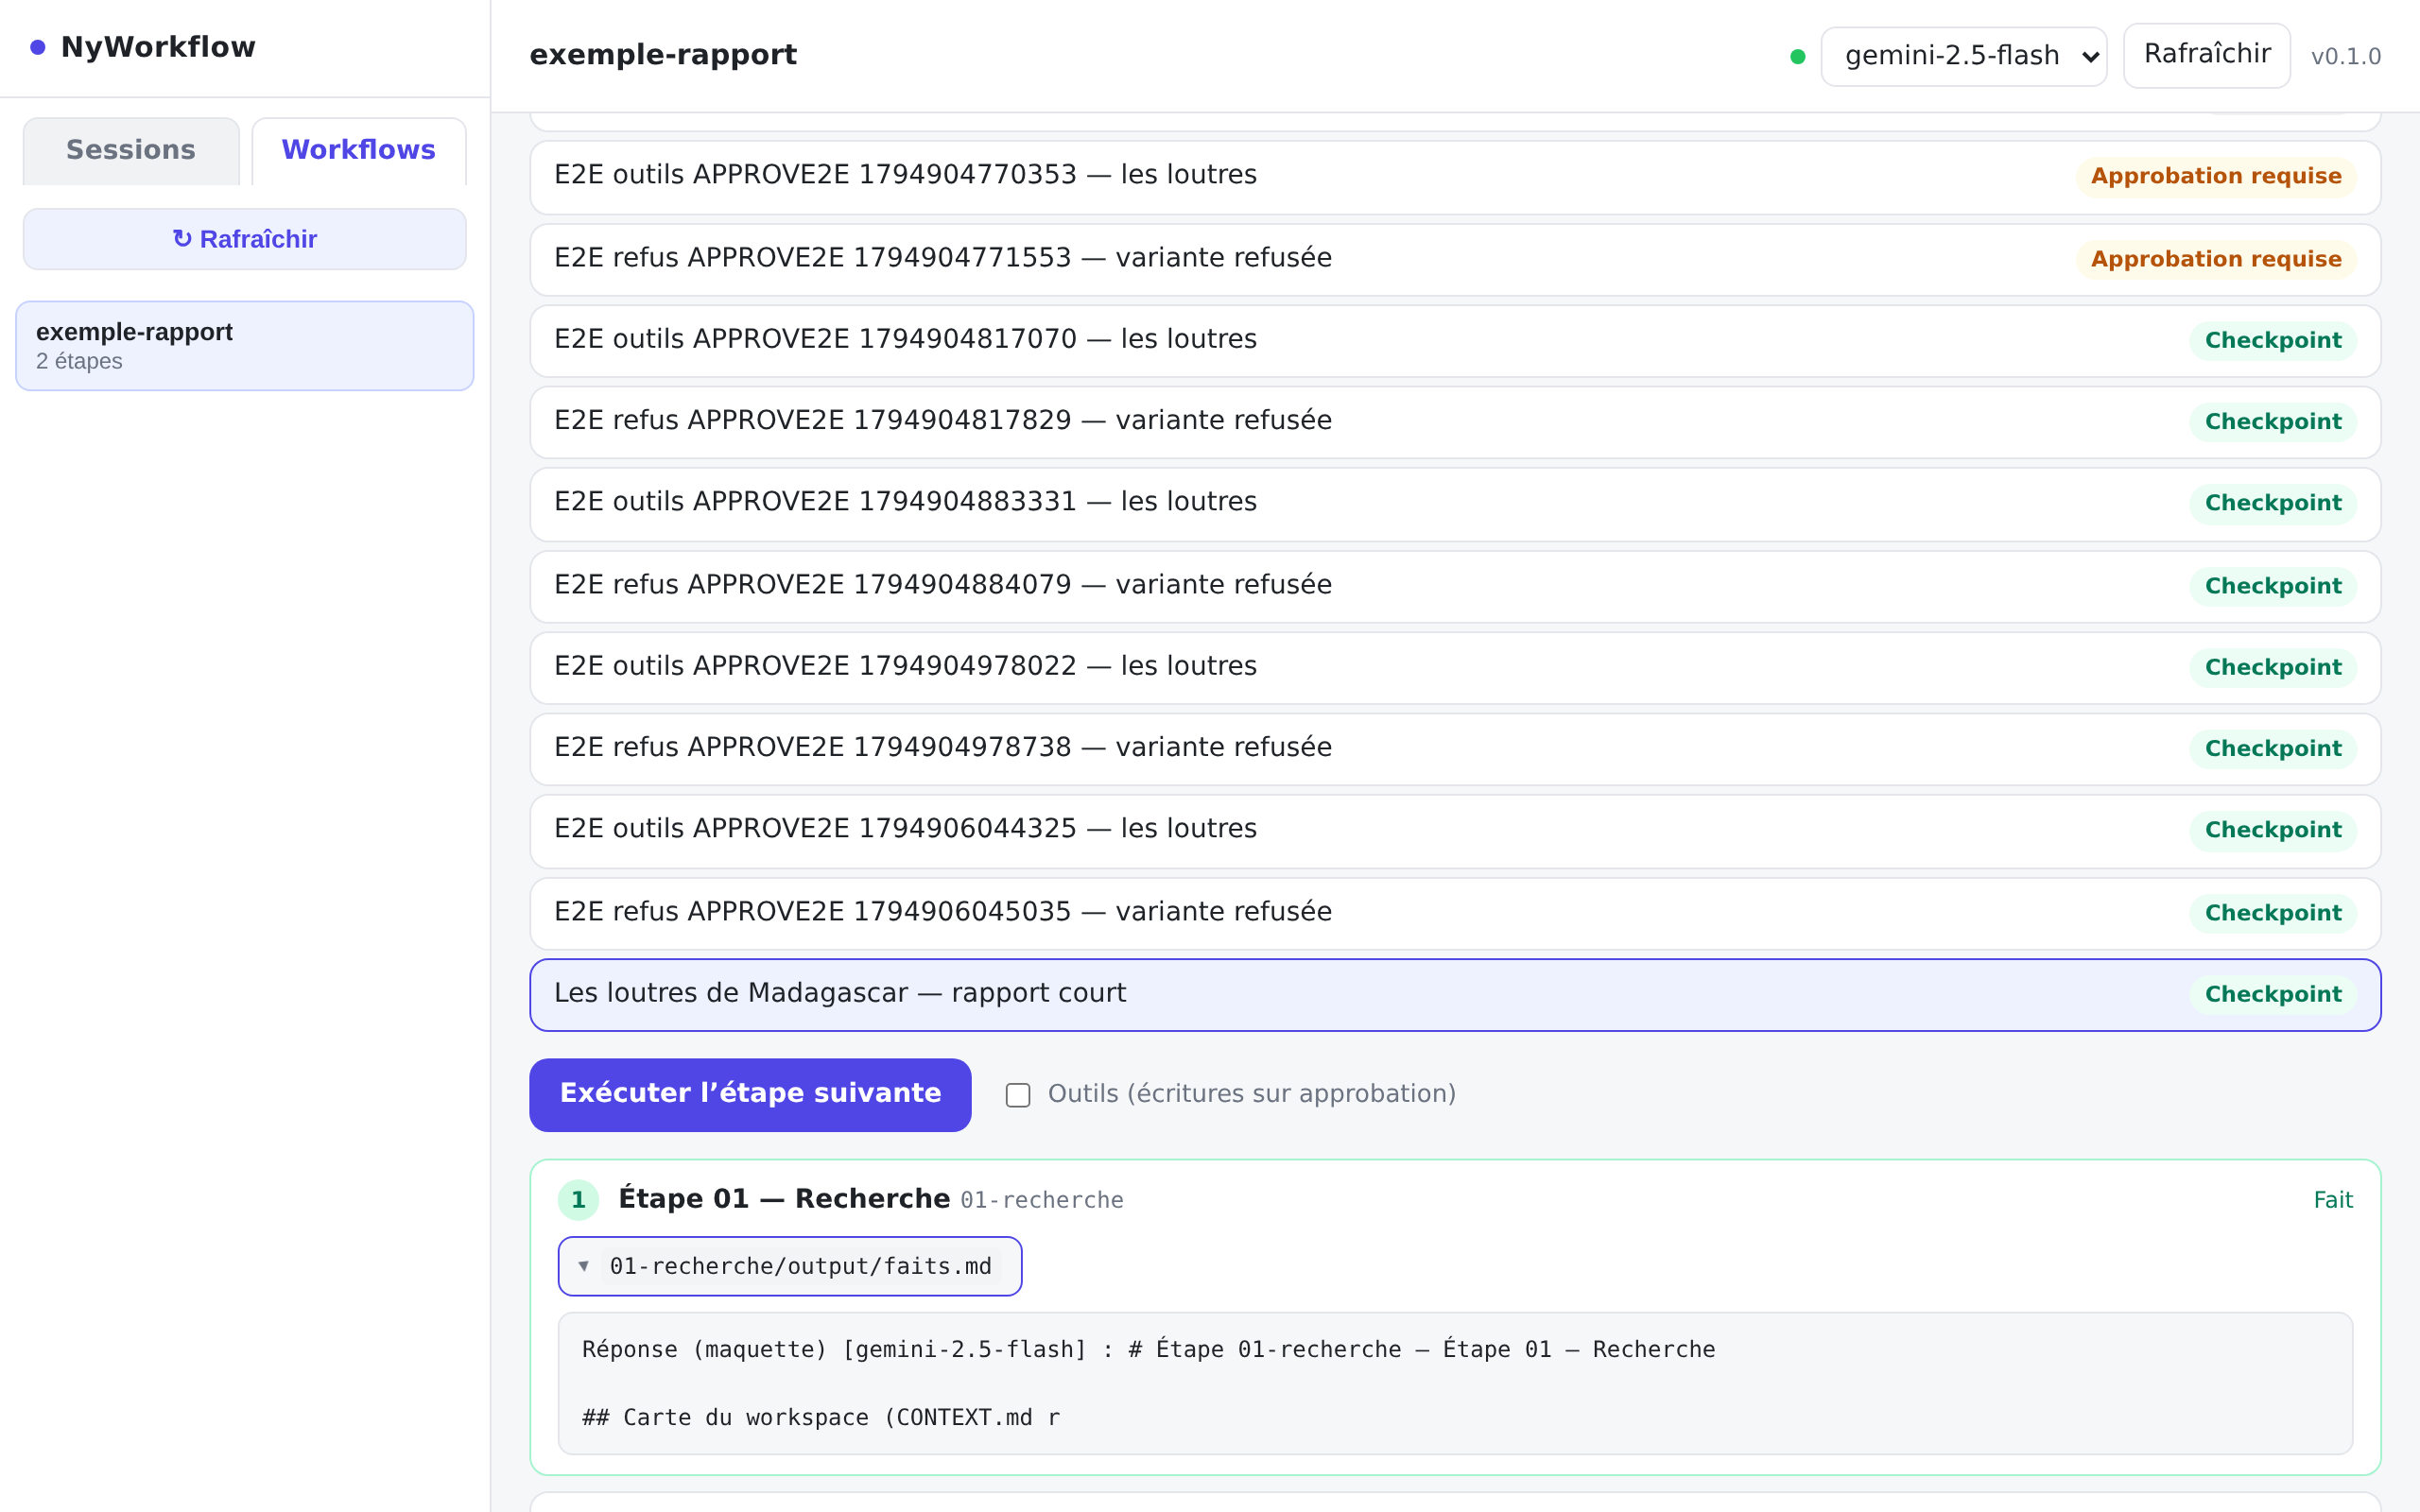 NyWorkflow
exemple-rapport
gemini-2.5-flash
Rafraîchir
v0.1.0
Sessions
Workflows
↻ Rafraîchir
exemple-rapport
2 étapes
E2E outils APPROVE2E 1794904770353 — les loutres
Approbation requise
E2E refus APPROVE2E 1794904771553 — variante refusée
Approbation requise
E2E outils APPROVE2E 1794904817070 — les loutres
Checkpoint
E2E refus APPROVE2E 1794904817829 — variante refusée
Checkpoint
E2E outils APPROVE2E 1794904883331 — les loutres
Checkpoint
E2E refus APPROVE2E 1794904884079 — variante refusée
Checkpoint
E2E outils APPROVE2E 1794904978022 — les loutres
Checkpoint
E2E refus APPROVE2E 1794904978738 — variante refusée
Checkpoint
E2E outils APPROVE2E 1794906044325 — les loutres
Checkpoint
E2E refus APPROVE2E 1794906045035 — variante refusée
Checkpoint
Les loutres de Madagascar — rapport court
Checkpoint
Exécuter l’étape suivante
Outils (écritures sur approbation)
1
Étape 01 — Recherche 01-recherche
Fait
01-recherche/output/faits.md
Réponse (maquette) [gemini-2.5-flash] : # Étape 01-recherche — Étape 01 — Recherche
## Carte du workspace (CONTEXT.md r